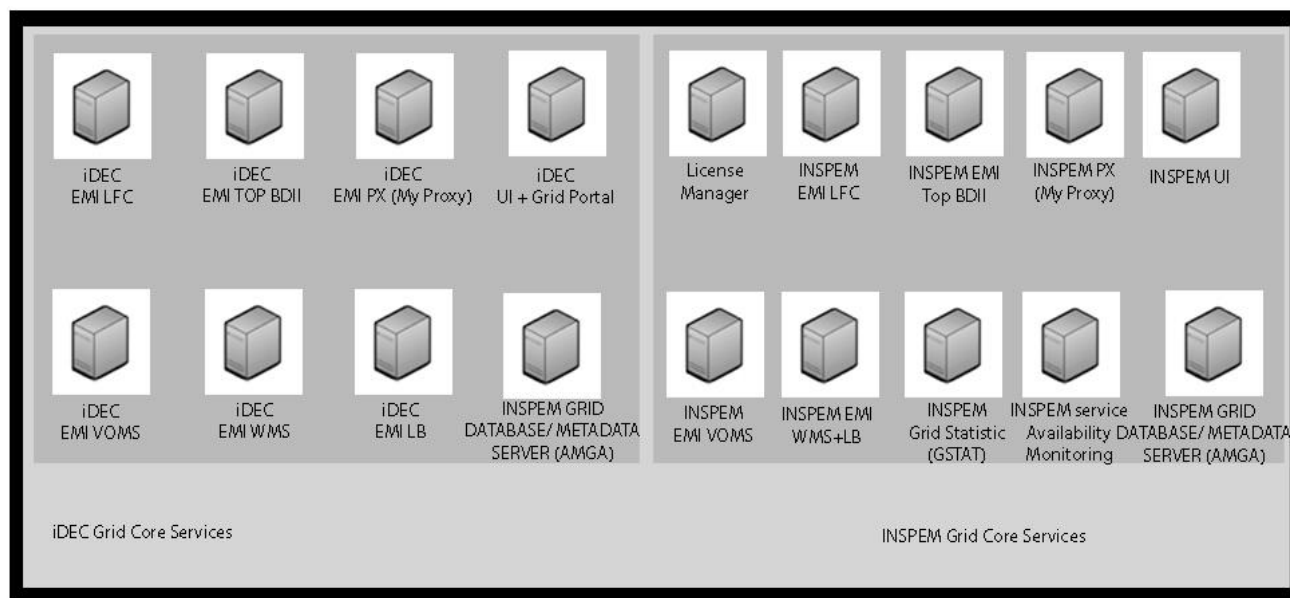 iDEC
EMI LFC
iDEC
EMI TOP BDII
iDEC
EMI PX (My Proxy)
iDEC
UI + Grid Portal
License
Manager
INSPEM
EMI LFC
INSPEM EMI
Top BDII
INSPEM PX
(My Proxy)
INSPEM UI
iDEC
EMI VOMS
iDEC
EMI WMS
iDEC
EMI LB
INSPEM GRID
DATABASE/ METADATA
SERVER (AMGA)
INSPEM
EMI VOMS
INSPEM EMI
WMS+LB
INSPEM
Grid Statistic
(GSTAT)
INSPEM service
Availability
Monitoring
INSPEM GRID
DATABASE/ METADATA
SERVER (AMGA)
iDEC Grid Core Services
INSPEM Grid Core Services